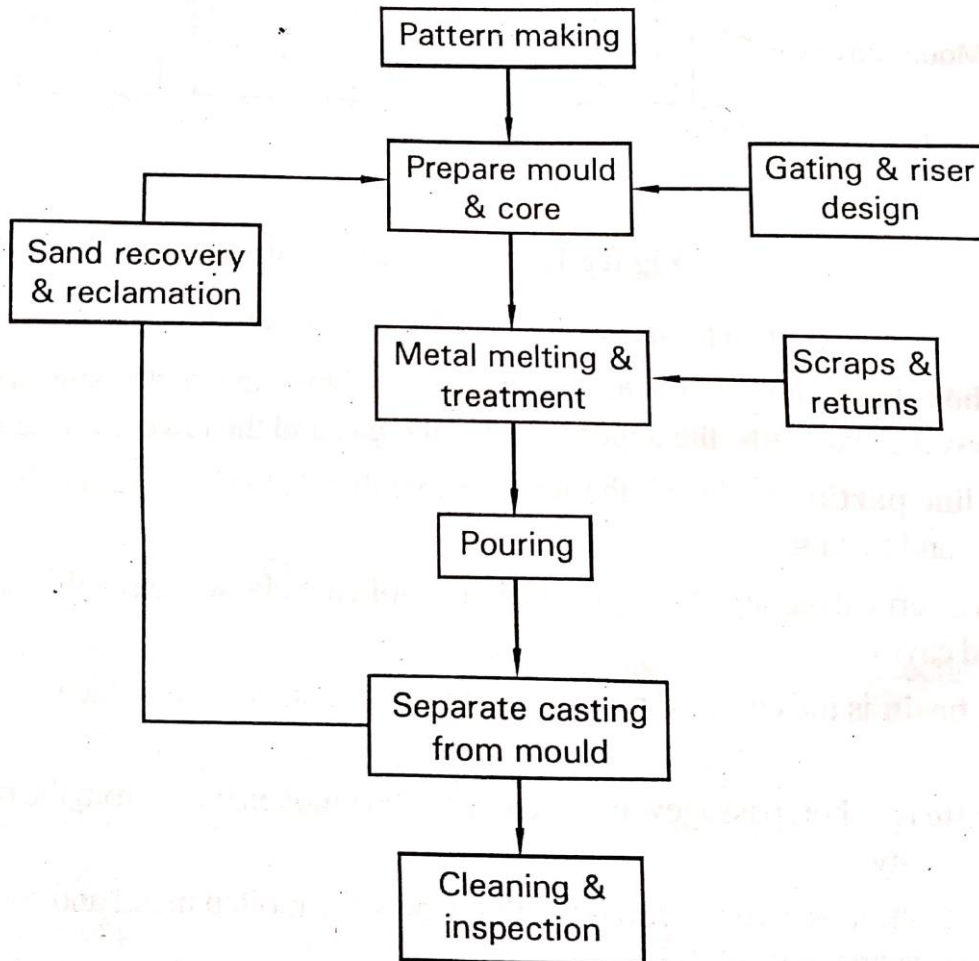 Pattern making
Prepare mould
& core
Gating & riser
design
Sand recovery
& reclamation
Metal melting &
treatment
Scraps &
returns
Pouring
Separate casting
from mould
Cleaning &
inspection